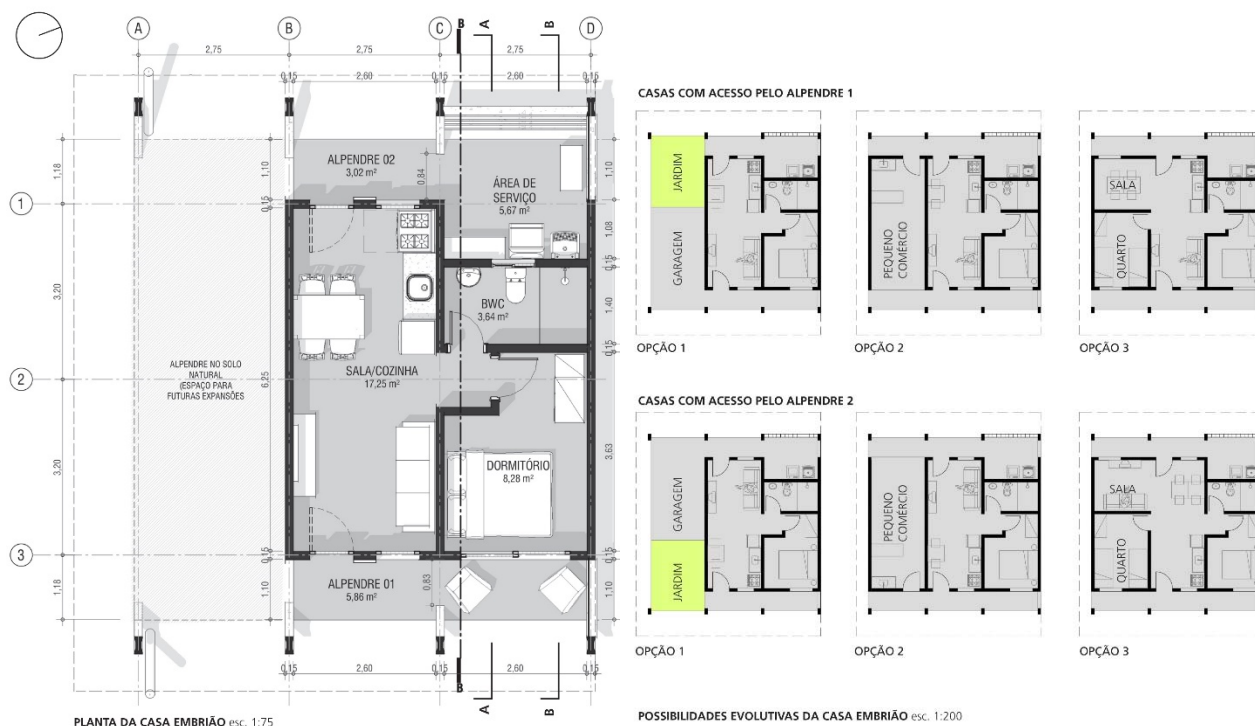 A
B
C
D
B
A
B
2,75
2,75
2,75
0,15
2,60
0,15
2,60
0,15
1,18
3,20
3,20
1,18
1
2
3
ALPENDRE 02
3,02 m²
1,10
0,15
0,84
ÁREA DE
SERVIÇO
5,67 m²
1,10
1,08
0,15
1,40
0,15
3,63
0,15
1,10
BWC
3,64 m²
ALPENDRE NO SOLO
NATURAL
(ESPAÇO PARA
FUTURAS EXPANSÕES
6,25
SALA/COZINHA
17,25 m²
DORMITÓRIO
8,28 m²
0,15
1,10
ALPENDRE 01
5,86 m²
0,83
0,15
2,60
0,15
2,60
0,15
B
A
B
PLANTA DA CASA EMBRIÃO esc. 1:75
CASAS COM ACESSO PELO ALPENDRE 1
JARDIM
GARAGEM
OPÇÃO 1
PEQUENO
COMÉRCIO
OPÇÃO 2
SALA
QUARTO
OPÇÃO 3
CASAS COM ACESSO PELO ALPENDRE 2
GARAGEM
JARDIM
OPÇÃO 1
PEQUENO
COMÉRCIO
OPÇÃO 2
SALA
QUARTO
OPÇÃO 3
POSSIBILIDADES EVOLUTIVAS DA CASA EMBRIÃO esc. 1:200